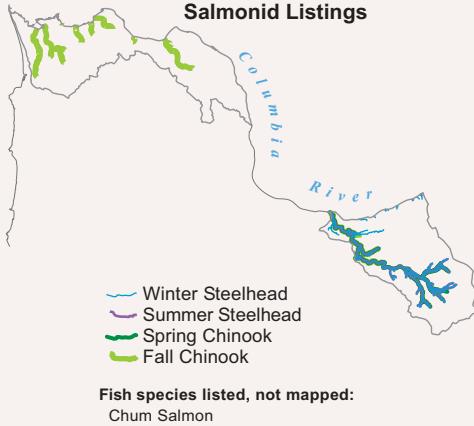 Salmonid Listings
Columbia
River
Winter Steelhead
Summer Steelhead
Spring Chinook
Fall Chinook
Fish species listed, not mapped:
Chum Salmon